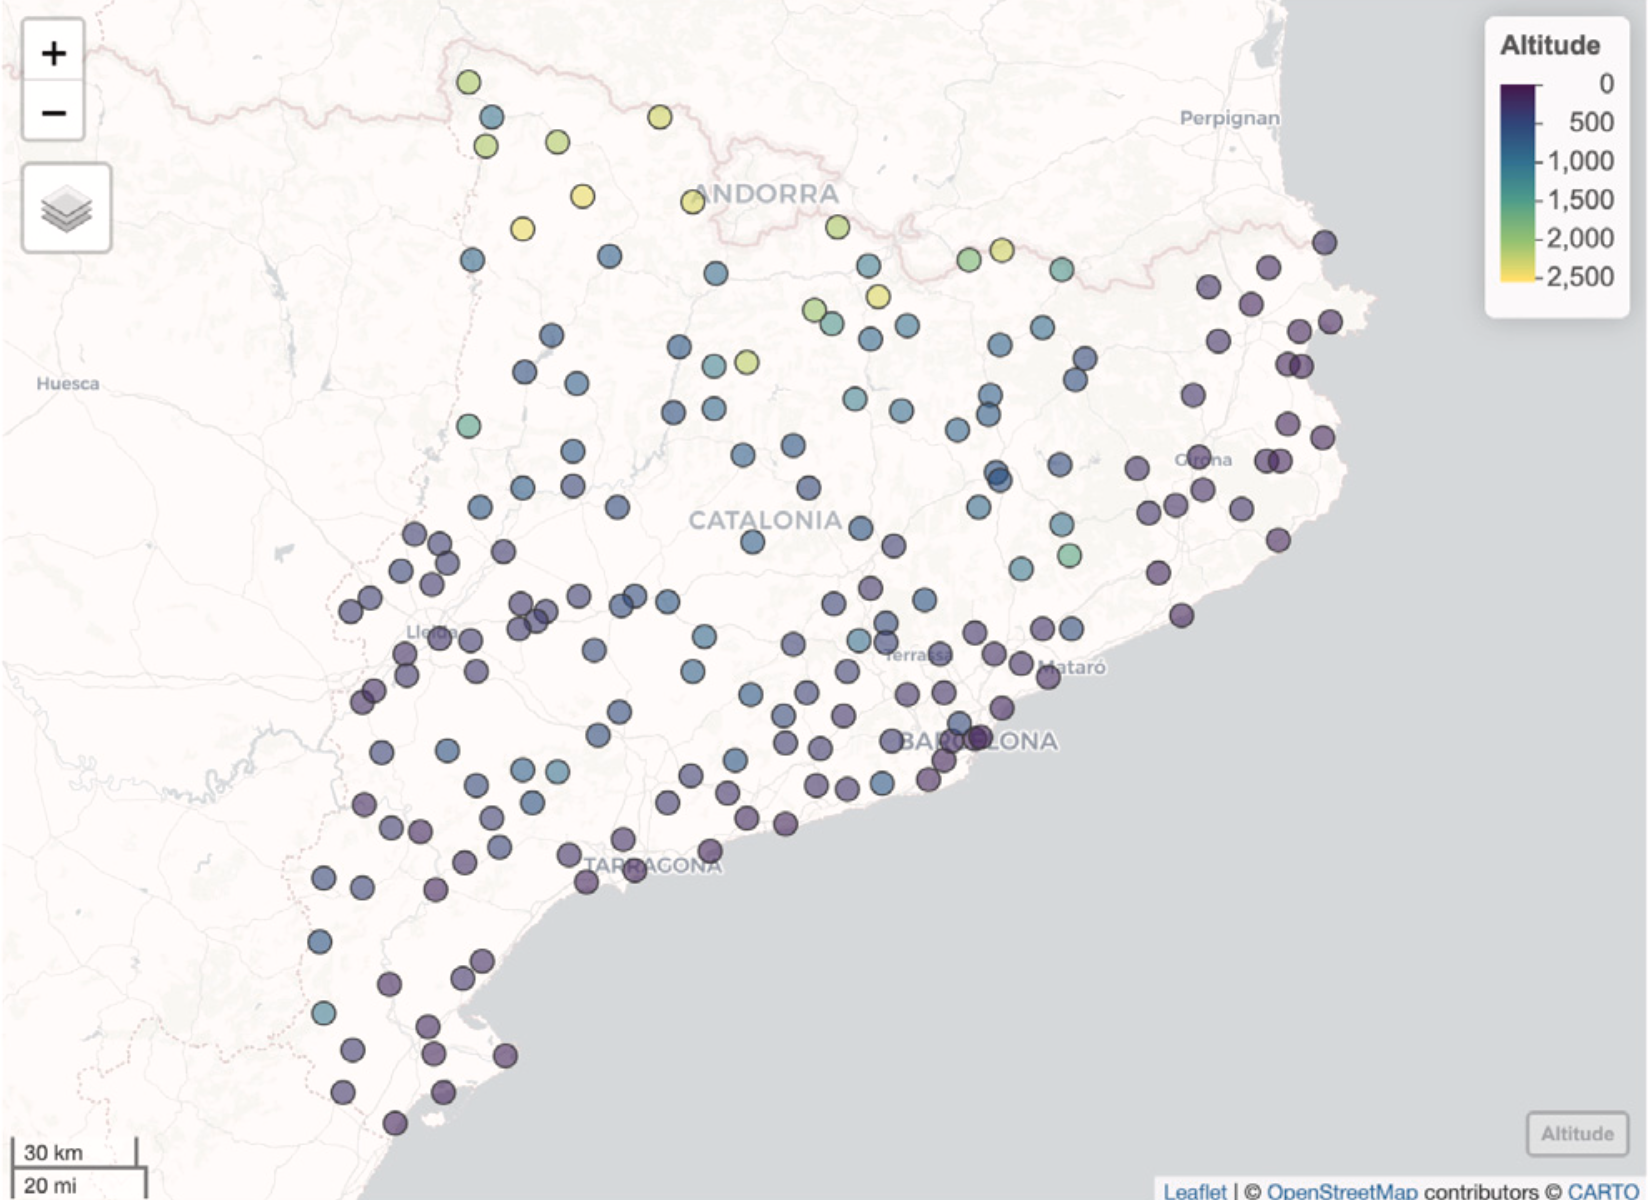 +
−
Altitude
0
500
1,000
1,500
2,000
2,500
Perpignan
ANDORRA
Huesca
Girona
CATALONIA
Lleida
Terrassa
Mataró
BARCELONA
TARRAGONA
Altitude
30 km
20 mi
Leaflet | © OpenStreetMap contributors © CARTO